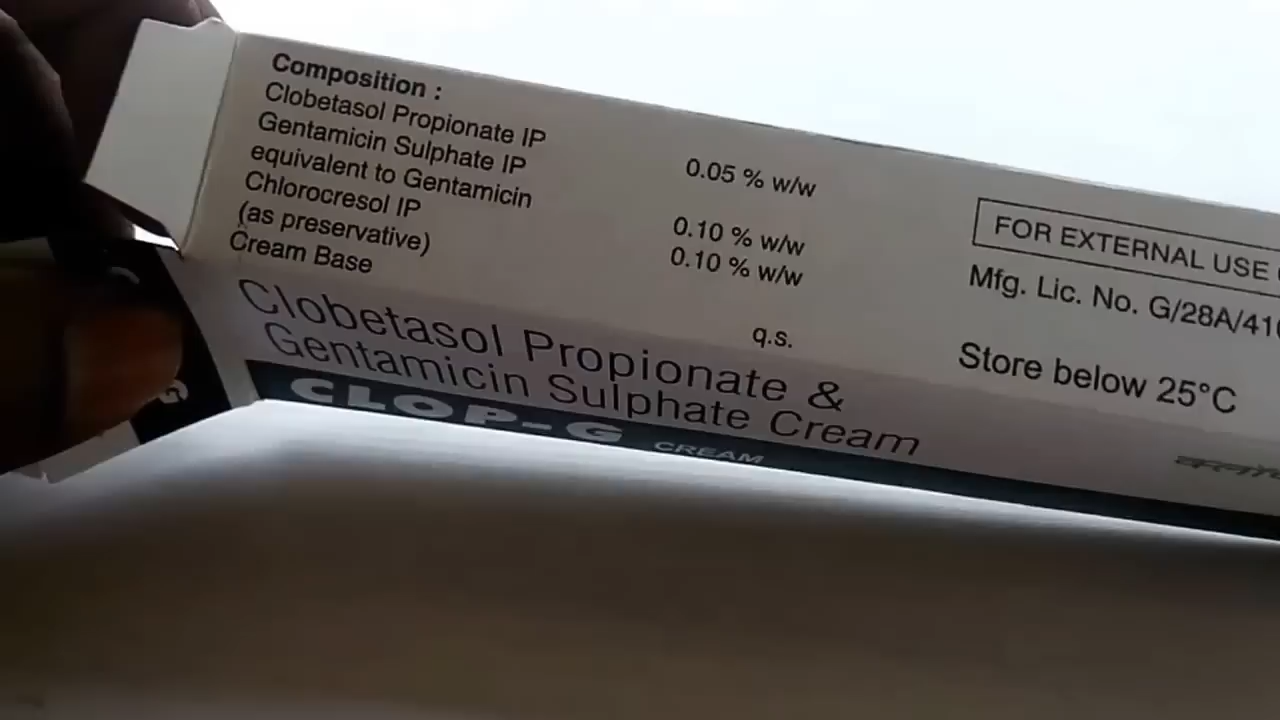 Composition :
Clobetasol Propionate IP 0.05 % w/w
Gentamicin Sulphate IP
equivalent to Gentamicin 0.10 % w/w
Chlorocresol IP 0.10 % w/w
(as preservative)
Cream Base q.s.
FOR EXTERNAL USE
Mfg. Lic. No. G/28A/41
Store below 25°C
Clobetasol Propionate &
Gentamicin Sulphate Cream
CLOP-G CREAM
G